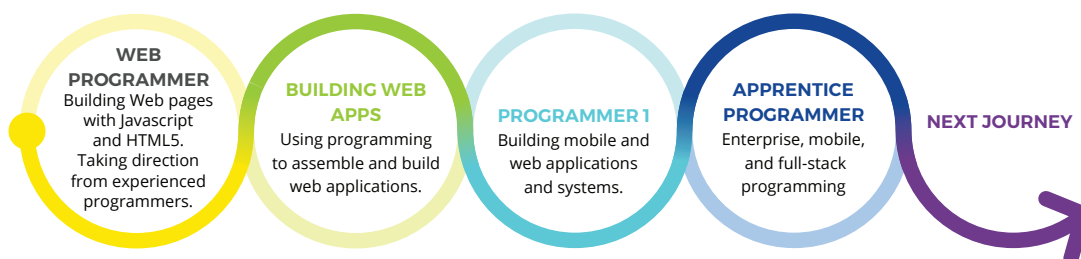 WEB
PROGRAMMER
Building Web pages
with Javascript
and HTML5.
Taking direction
from experienced
programmers.
BUILDING WEB
APPS
Using programming
to assemble and build
web applications.
PROGRAMMER 1
Building mobile and
web applications
and systems.
APPRENTICE
PROGRAMMER
Enterprise, mobile,
and full-stack
programming
NEXT JOURNEY